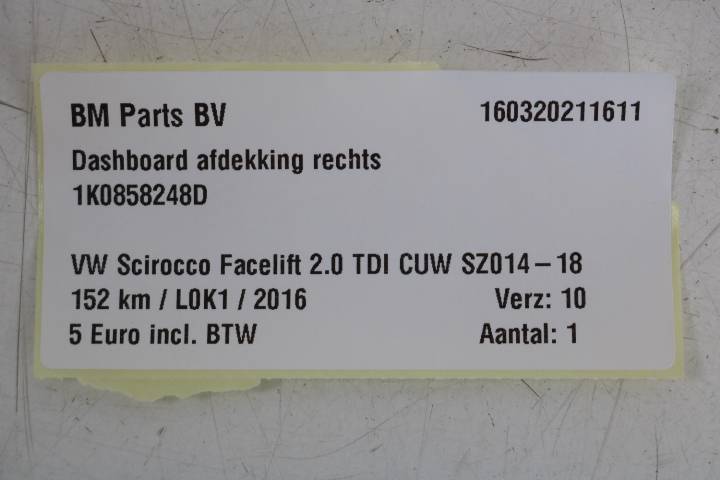 BM Parts BV 160320211611
Dashboard afdekking rechts
1K0858248D
VW Scirocco Facelift 2.0 TDI CUW SZ014-18
152 km / L0K1 / 2016 Verz: 10
5 Euro incl. BTW Aantal: 1